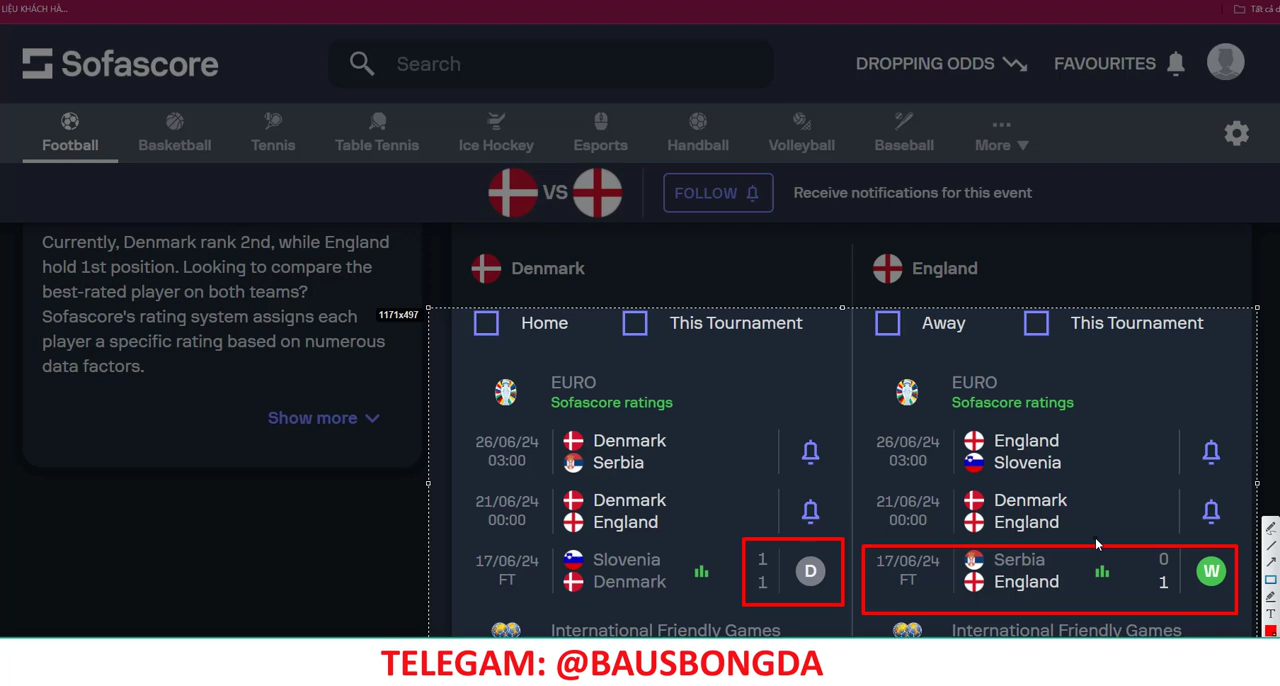 LIỆU KHÁCH HÀ...
Tất cả d
Sofascore
Search
DROPPING ODDS
FAVOURITES
Football
Basketball
Tennis
Table Tennis
Ice Hockey
Esports
Handball
Volleyball
Baseball
More ▼
VS
FOLLOW
Receive notifications for this event
Currently, Denmark rank 2nd, while England
hold 1st position. Looking to compare the
best-rated player on both teams?
Sofascore's rating system assigns each
player a specific rating based on numerous
data factors.
Show more
1171x497
Denmark
Home
This Tournament
EURO
Sofascore ratings
26/06/24
03:00
Denmark
Serbia
21/06/24
00:00
Denmark
England
17/06/24
FT
Slovenia 1
Denmark 1
D
International Friendly Games
England
Away
This Tournament
EURO
Sofascore ratings
26/06/24
03:00
England
Slovenia
21/06/24
00:00
Denmark
England
17/06/24
FT
Serbia 0
England 1
W
International Friendly Games
T
TELEGAM: @BAUSBONGDA